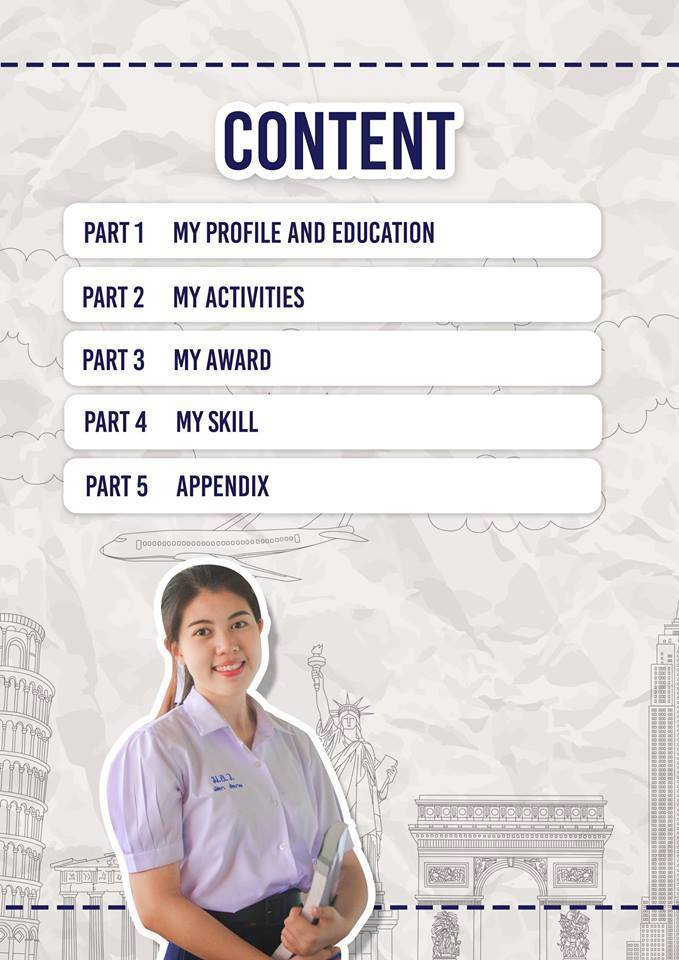 CONTENT
PART 1 MY PROFILE AND EDUCATION
PART 2 MY ACTIVITIES
PART 3 MY AWARD
PART 4 MY SKILL
PART 5 APPENDIX